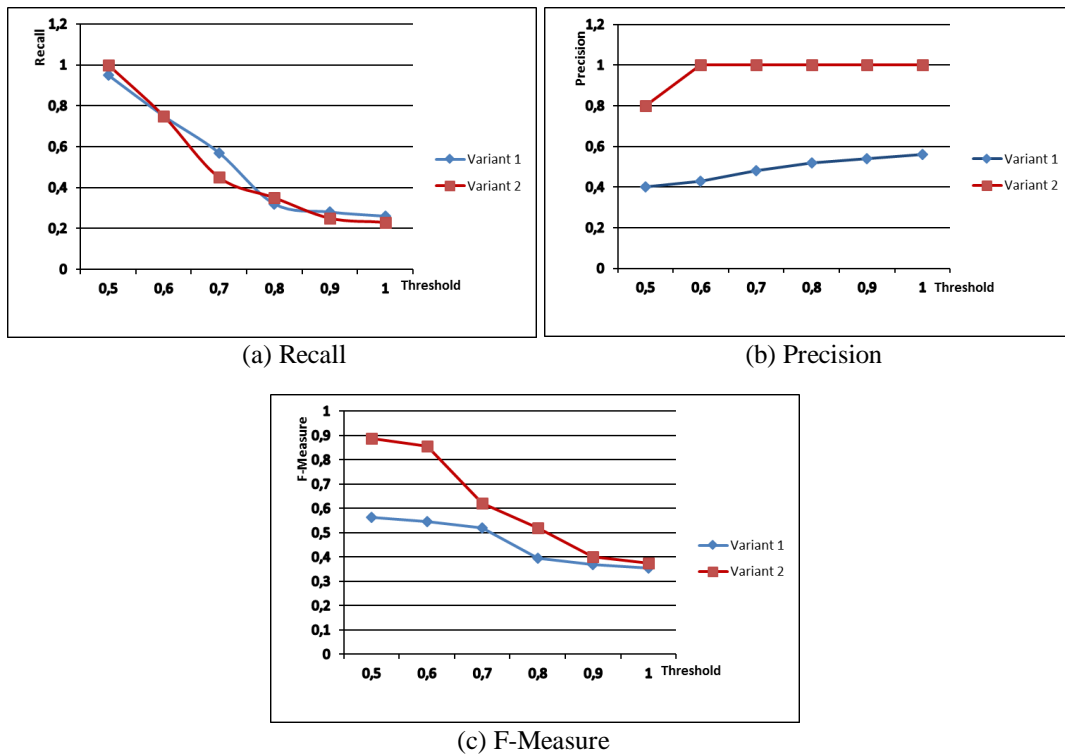 1,2
1
0,8
0,6
0,4
0,2
0
Recall
0,5 0,6 0,7 0,8 0,9 1 Threshold
Variant 1
Variant 2
(a) Recall
1,2
1
0,8
0,6
0,4
0,2
0
Precision
0,5 0,6 0,7 0,8 0,9 1 Threshold
Variant 1
Variant 2
(b) Precision
1
0,9
0,8
0,7
0,6
0,5
0,4
0,3
0,2
0,1
0
F-Measure
0,5 0,6 0,7 0,8 0,9 1 Threshold
Variant 1
Variant 2
(c) F-Measure